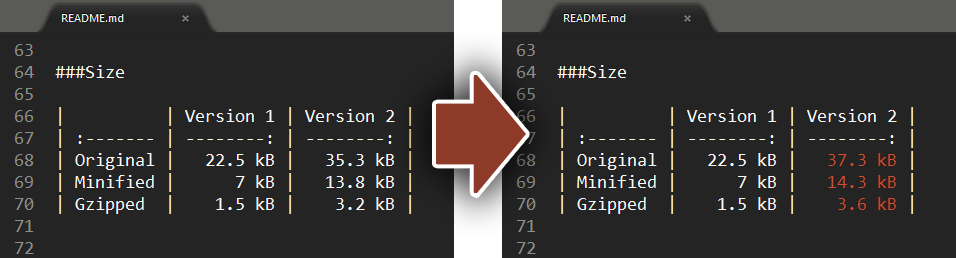 README.md ×
63
64 ###Size
65
66 |          | Version 1 | Version 2 |
67 | :------- | --------: | --------: |
68 | Original |   22.5 kB |   35.3 kB |
69 | Minified |      7 kB |   13.8 kB |
70 | Gzipped  |    1.5 kB |    3.2 kB |
71
72
README.md ×
63
64 ###Size
65
66 |          | Version 1 | Version 2 |
67 | :------- | --------: | --------: |
68 | Original |   22.5 kB |   37.3 kB |
69 | Minified |      7 kB |   14.3 kB |
70 | Gzipped  |    1.5 kB |    3.6 kB |
71
72